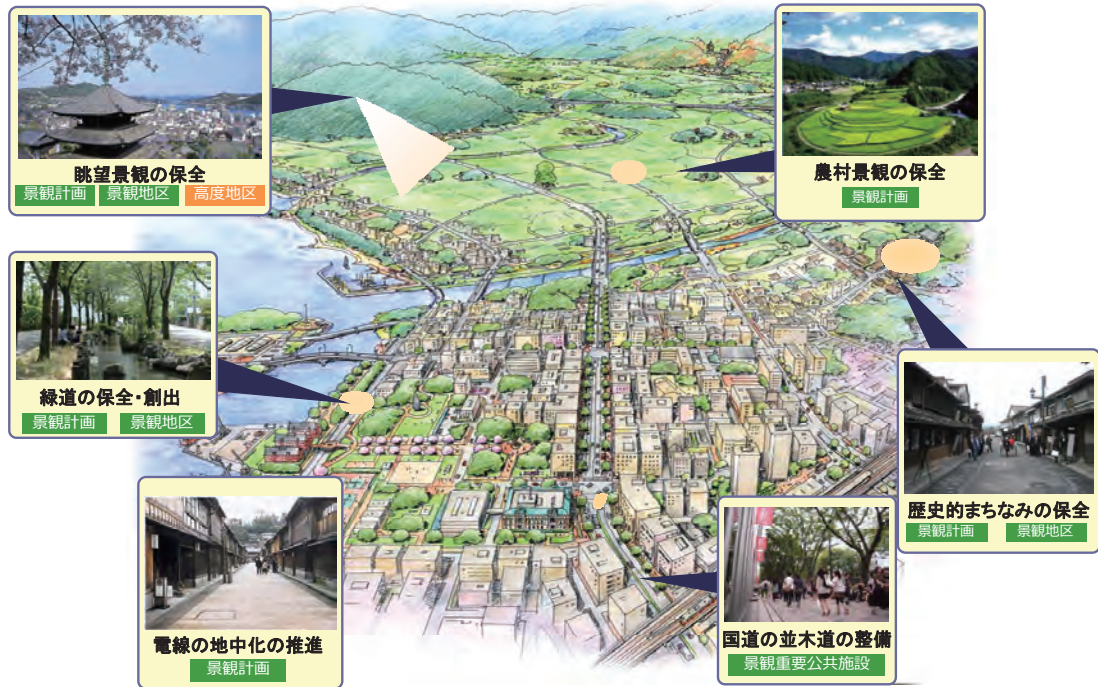 眺望景観の保全
景観計画 景観地区 高度地区
農村景観の保全
景観計画
緑道の保全・創出
景観計画 景観地区
歴史的まちなみの保全
景観計画 景観地区
電線の地中化の推進
景観計画
国道の並木道の整備
景観重要公共施設